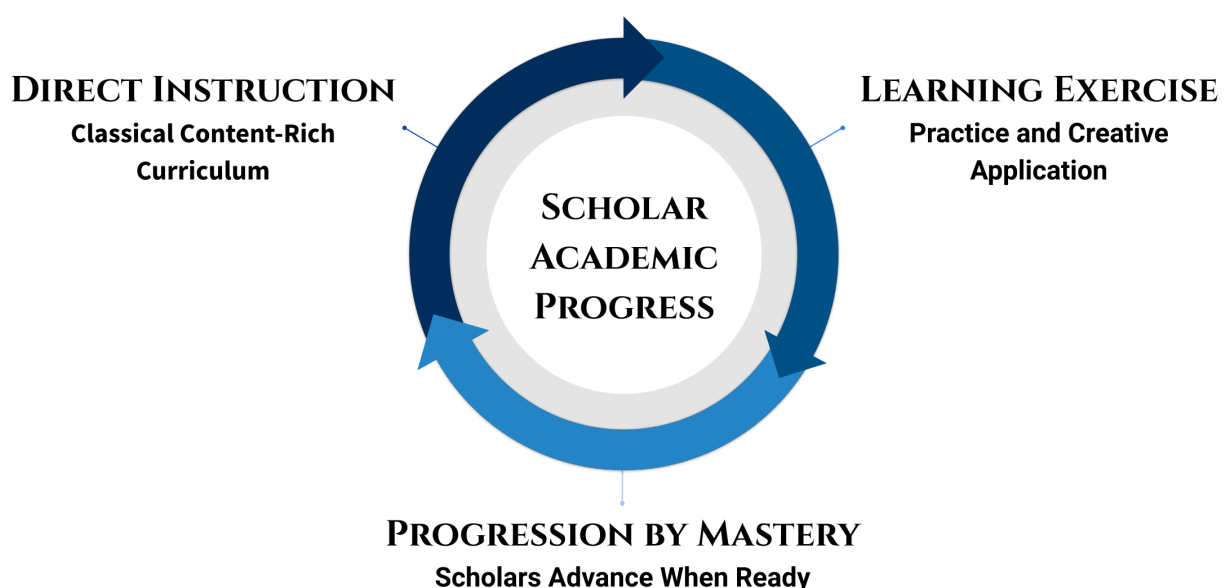 Direct Instruction
Classical Content-Rich
Curriculum
Learning Exercise
Practice and Creative
Application
Scholar
Academic
Progress
Progression by Mastery
Scholars Advance When Ready